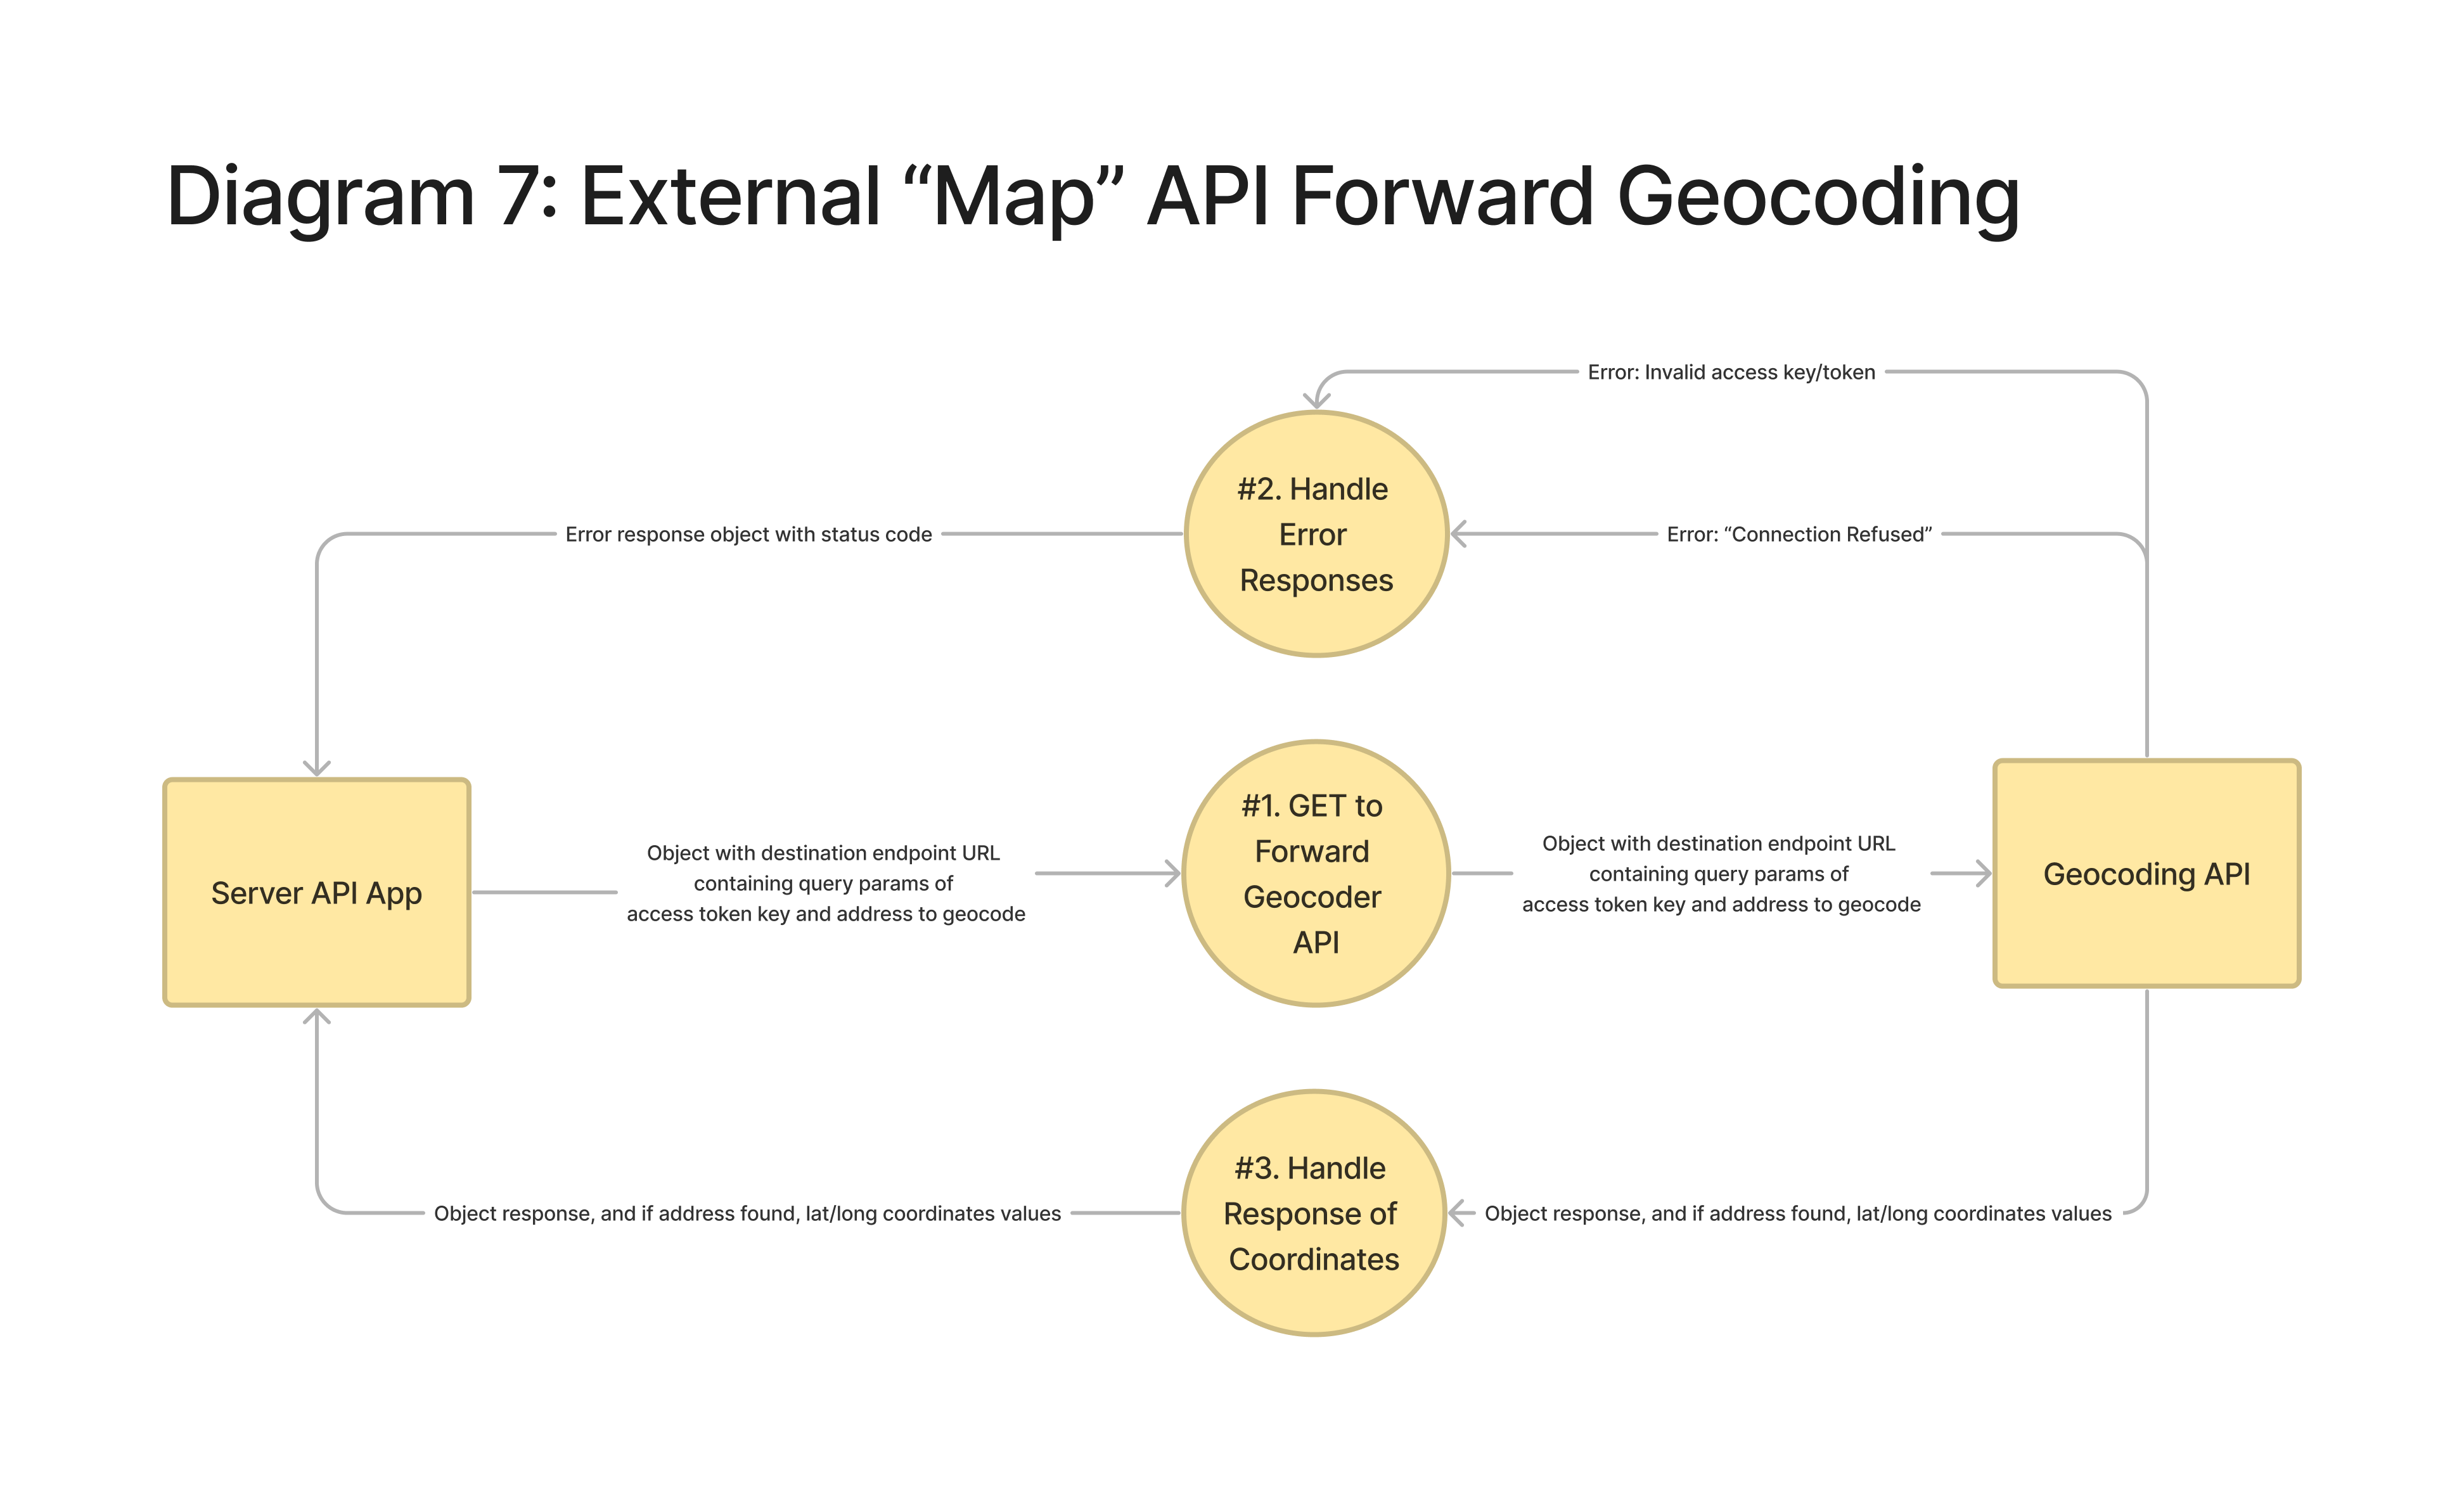 Diagram 7: External “Map” API Forward Geocoding
Error: Invalid access key/token
#2. Handle
Error
Responses
Error response object with status code
Error: “Connection Refused”
Server API App
Object with destination endpoint URL
containing query params of
access token key and address to geocode
#1. GET to
Forward
Geocoder
API
Object with destination endpoint URL
containing query params of
access token key and address to geocode
Geocoding API
Object response, and if address found, lat/long coordinates values
#3. Handle
Response of
Coordinates
Object response, and if address found, lat/long coordinates values